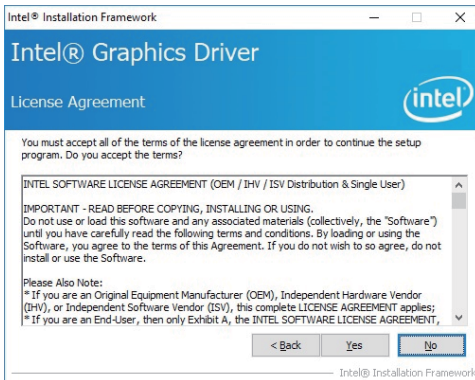 Intel® Installation Framework
Intel® Graphics Driver
License Agreement
intel
You must accept all of the terms of the license agreement in order to continue the setup
program. Do you accept the terms?
INTEL SOFTWARE LICENSE AGREEMENT (OEM / IHV / ISV Distribution & Single User)
IMPORTANT - READ BEFORE COPYING, INSTALLING OR USING.
Do not use or load this software and any associated materials (collectively, the "Software")
until you have carefully read the following terms and conditions. By loading or using the
Software, you agree to the terms of this Agreement. If you do not wish to so agree, do not
install or use the Software.
Please Also Note:
* If you are an Original Equipment Manufacturer (OEM), Independent Hardware Vendor
(IHV), or Independent Software Vendor (ISV), this complete LICENSE AGREEMENT applies;
* If you are an End-User, then only Exhibit A, the INTEL SOFTWARE LICENSE AGREEMENT,
< Back Yes No
Intel® Installation Framework